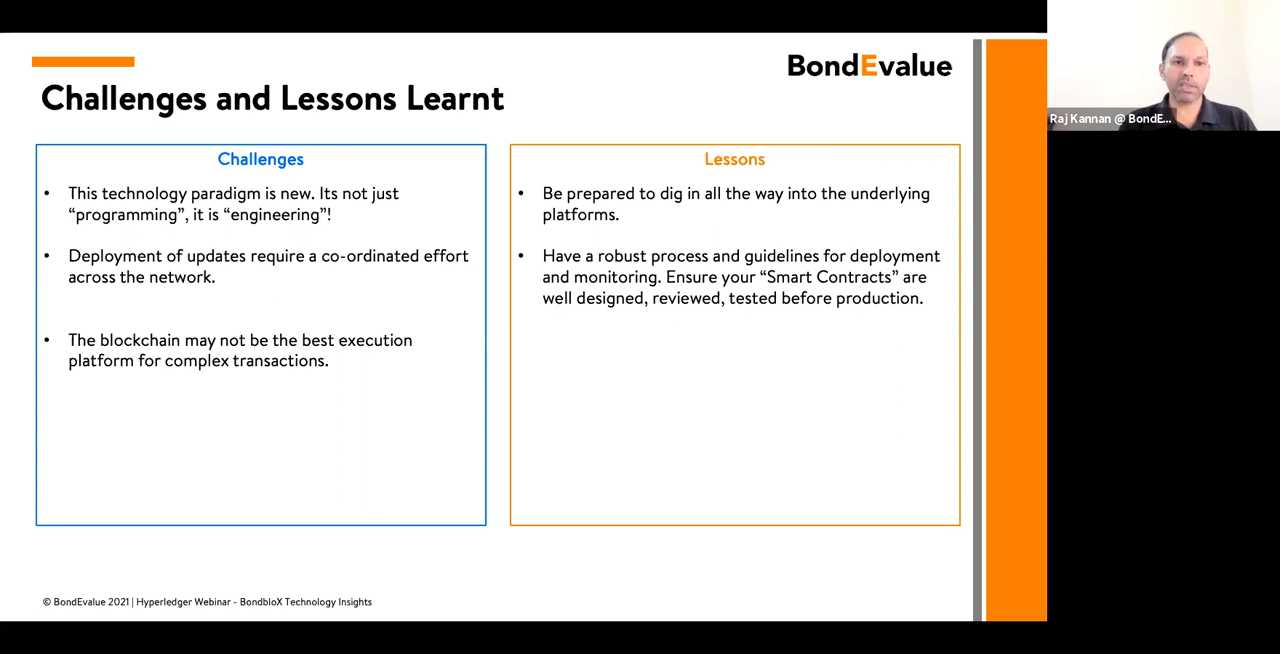 BondEvalue
Challenges and Lessons Learnt
Challenges
• This technology paradigm is new. Its not just
“programming”, it is “engineering”!
• Deployment of updates require a co-ordinated effort
across the network.
• The blockchain may not be the best execution
platform for complex transactions.
Lessons
• Be prepared to dig in all the way into the underlying
platforms.
• Have a robust process and guidelines for deployment
and monitoring. Ensure your “Smart Contracts” are
well designed, reviewed, tested before production.
© BondEvalue 2021 | Hyperledger Webinar - BondbloX Technology Insights
Raj Kannan @ BondE...